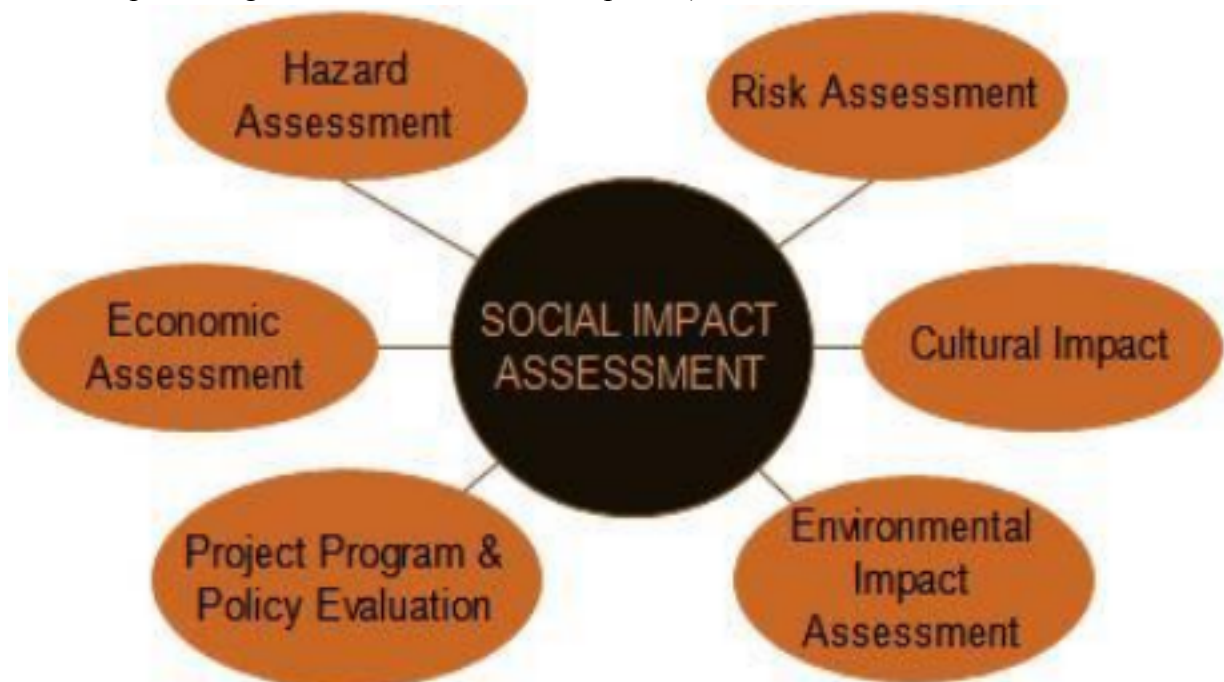 Hazard
Assessment
Risk Assessment
SOCIAL IMPACT
ASSESSMENT
Economic
Assessment
Cultural Impact
Project Program &
Policy Evaluation
Environmental
Impact
Assessment